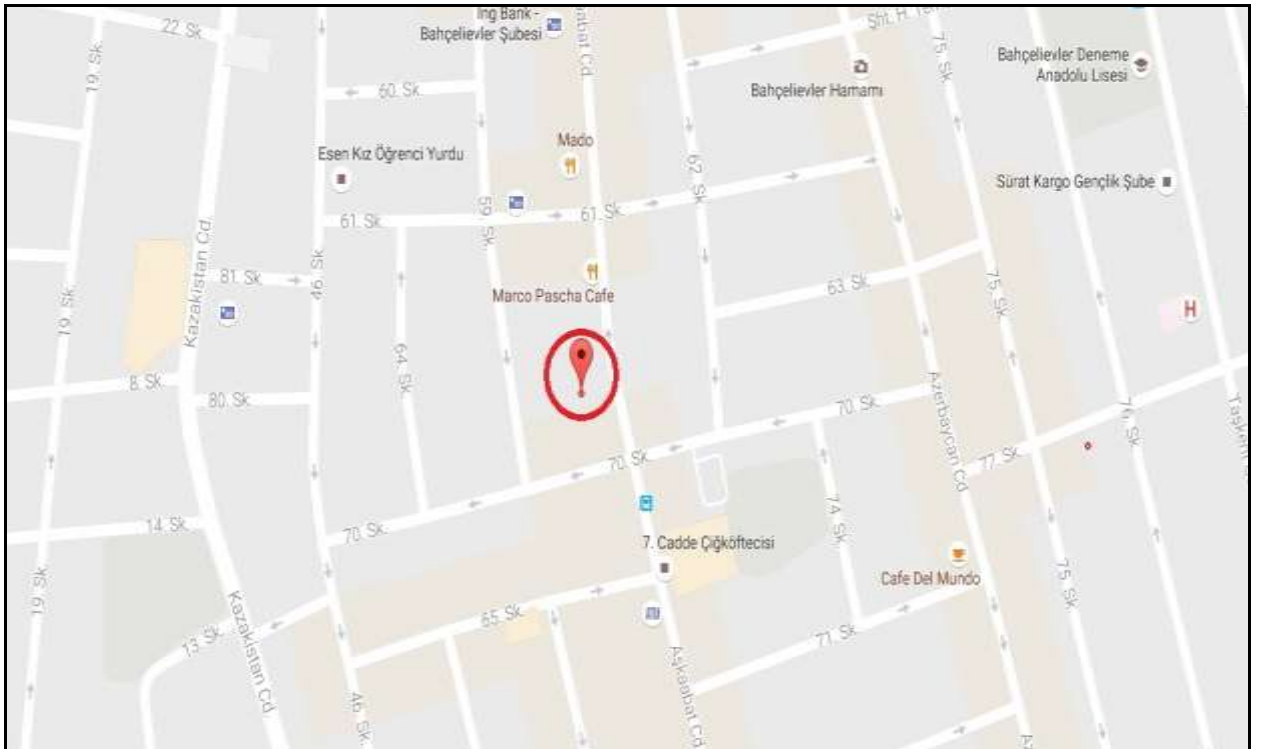 22. Sk.
19. Sk.
Ing Bank -
Bahçelievler Şubesi
75. Sk.
Bahçelievler Deneme
Anadolu Lisesi
60. Sk.
Bahçelievler Hamamı
Esen Kız Öğrenci Yurdu
Mado
62. Sk.
Sürat Kargo Gençlik Şube
61. Sk.
59. Sk.
61. Sk.
Kazakistan Cd.
81. Sk.
46. Sk.
Marco Pascha Cafe
63. Sk.
75. Sk.
H
19. Sk.
64. Sk.
8. Sk.
80. Sk.
70. Sk.
Azerbaycan Cd.
76. Sk.
70. Sk.
77. Sk.
14. Sk.
70. Sk.
74. Sk.
7. Cadde Çiğköftecisi
Cafe Del Mundo
75. Sk.
19. Sk.
Kazakistan Cd.
65. Sk.
13. Sk.
71. Sk.
Aşkaabat Cd.
46. Sk.